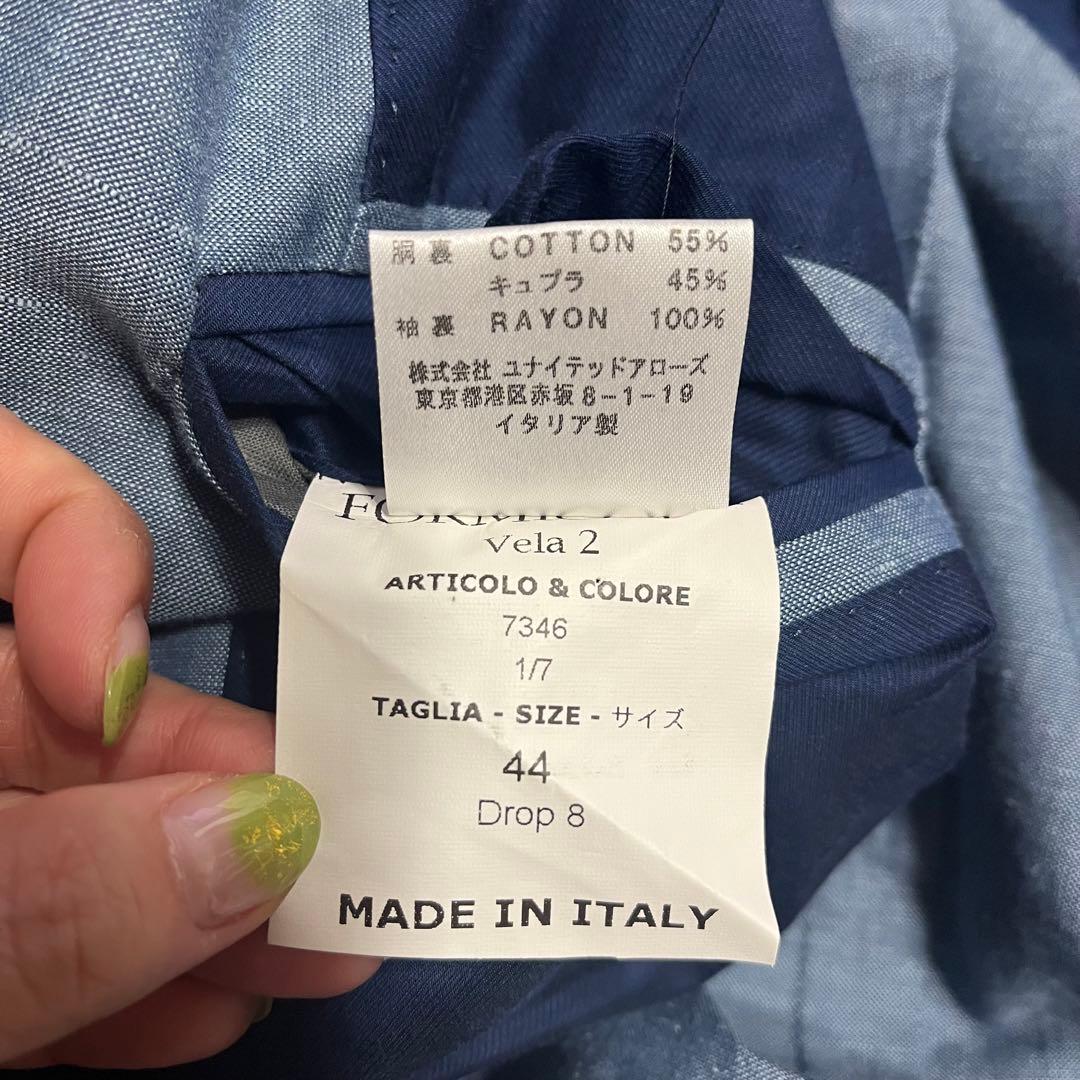 胴裏 COTTON 55%
キュプラ 45%
袖裏 RAYON 100%
株式会社 ユナイテッドアローズ
東京都港区赤坂8-1-19
イタリア製
Vela 2
ARTICOLO & COLORE
7346
1/7
TAGLIA - SIZE - サイズ
44
Drop 8
MADE IN ITALY